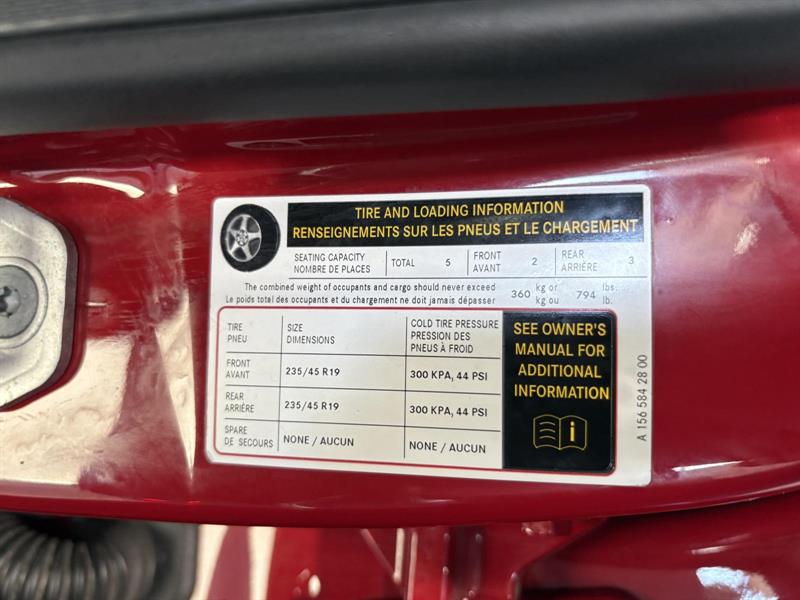 TIRE AND LOADING INFORMATION
RENSEIGNEMENTS SUR LES PNEUS ET LE CHARGEMENT
SEATING CAPACITY
NOMBRE DE PLACES
TOTAL 5
FRONT
AVANT
2
REAR
ARRIÈRE
3
The combined weight of occupants and cargo should never exceed
Le poids total des occupants et du chargement ne doit jamais dépasser
360 kg or
kg ou
794 lbs.
lb.
TIRE
PNEU
SIZE
DIMENSIONS
COLD TIRE PRESSURE
PRESSION DES
PNEUS À FROID
FRONT
AVANT
235/45 R19
300 KPA, 44 PSI
REAR
ARRIÈRE
235/45 R19
300 KPA, 44 PSI
SPARE
DE SECOURS
NONE / AUCUN
NONE / AUCUN
SEE OWNER'S
MANUAL FOR
ADDITIONAL
INFORMATION
i
A 156 584 28 00